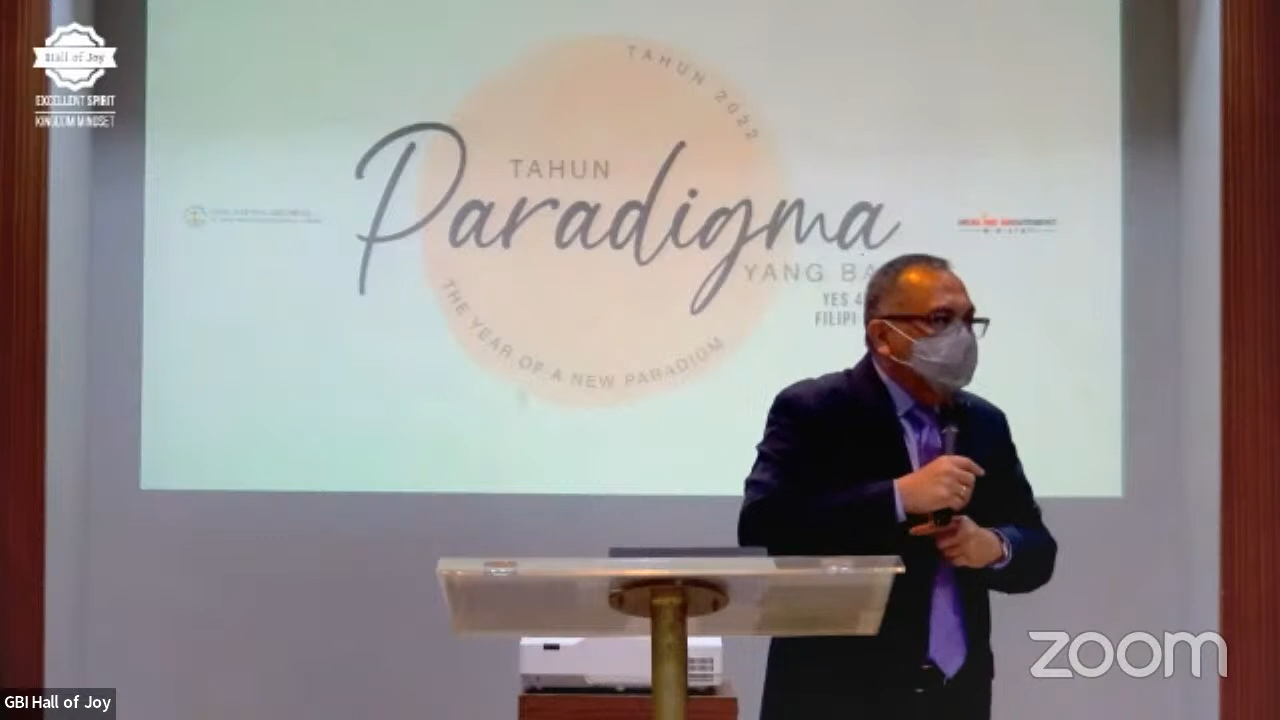 Hall of Joy
EXCELLENT SPIRIT
KINGDOM MINDSET
TAHUN 2022
TAHUN
Paradigma
YANG BA
YES 4
FILIPI
THE YEAR OF A NEW PARADIGM
zoom
GBI Hall of Joy